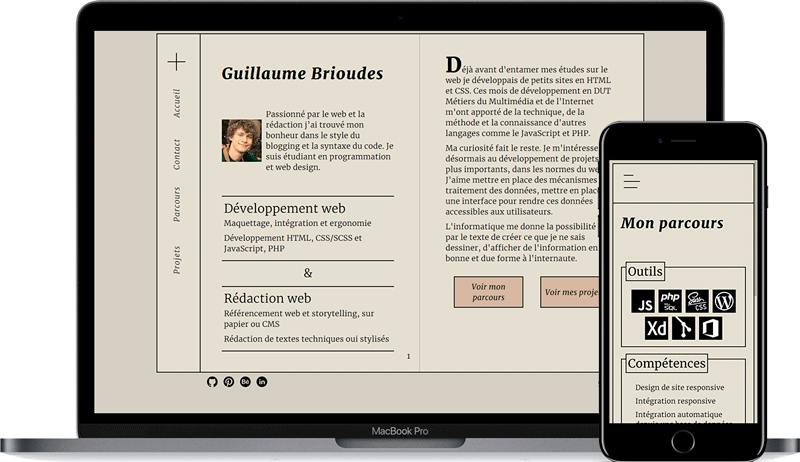 Accueil
Contact
Parcours
Projets
Guillaume Brioudes
Passionné par le web et la
rédaction j'ai trouvé mon
bonheur dans le style du
blogging et la syntaxe du code. Je
suis étudiant en programmation
et web design.
Développement web
Maquettage, intégration et ergonomie
Développement HTML, CSS/SCSS et
JavaScript, PHP
&
Rédaction web
Référencement web et storytelling, sur
papier ou CMS
Rédaction de textes techniques oui stylisés
1
Déjà avant d'entamer mes études sur le
web je développais de petits sites en HTML
et CSS. Ces mois de développement en DUT
Métiers du Multimédia et de l'Internet
m'ont apporté de la technique, de la
méthode et la connaissance d'autres
langages comme le JavaScript et PHP.
Ma curiosité fait le reste. Je m'intéresse
désormais au développement de projets
plus importants, dans les normes du we
J'aime mettre en place des mécanismes
traitement des données, mettre en place
une interface pour rendre ces données
accessibles aux utilisateurs.
L'informatique me donne la possibilité
par le texte de créer ce que je ne sais
dessiner, d'afficher de l'information en
bonne et due forme à l'internaute.
Voir mon
parcours
Voir mes proje
MacBook Pro
Mon parcours
Outils
JS php SQL Sass CSS
Xd
Compétences
Design de site responsive
Intégration responsive
Intégration automatique
depuis une base de données